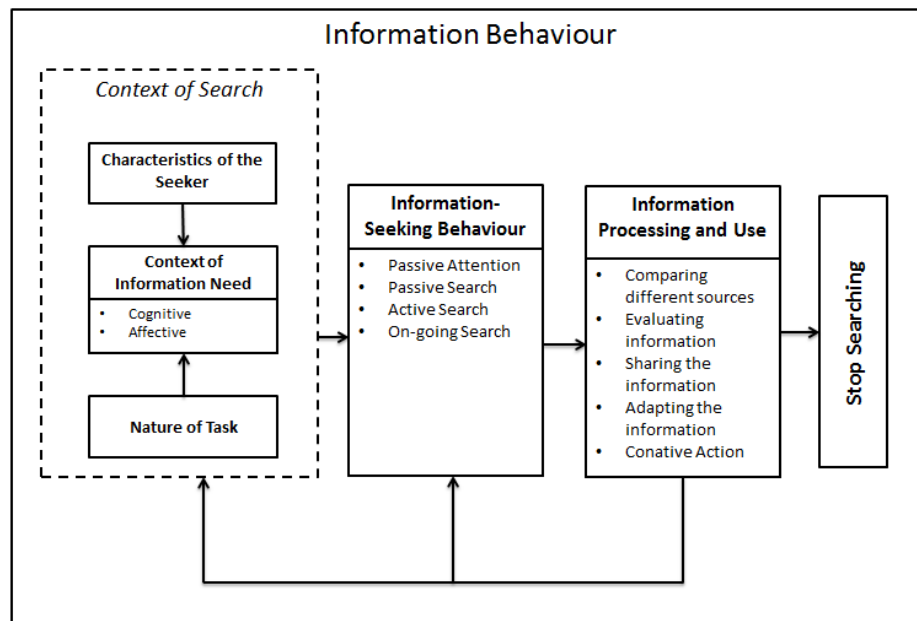 Information Behaviour
Context of Search
Characteristics of the
Seeker
Context of
Information Need
• Cognitive
• Affective
Nature of Task
Information-
Seeking Behaviour
• Passive Attention
• Passive Search
• Active Search
• On-going Search
Information
Processing and Use
• Comparing
different sources
• Evaluating
information
• Sharing the
information
• Adapting the
information
• Conative Action
Stop Searching